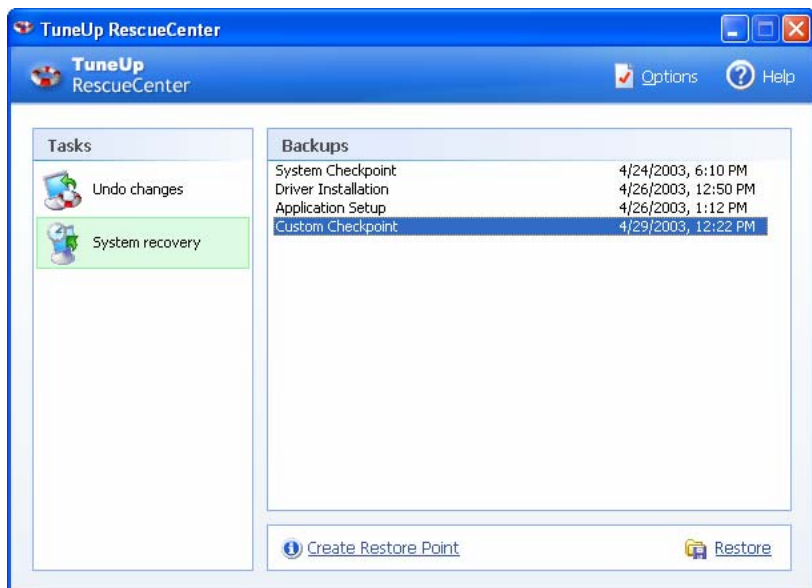 TuneUp RescueCenter
TuneUp
RescueCenter
Options
Help
Tasks
Undo changes
System recovery
Backups
System Checkpoint 4/24/2003, 6:10 PM
Driver Installation 4/26/2003, 12:50 PM
Application Setup 4/26/2003, 1:12 PM
Custom Checkpoint 4/29/2003, 12:22 PM
Create Restore Point
Restore